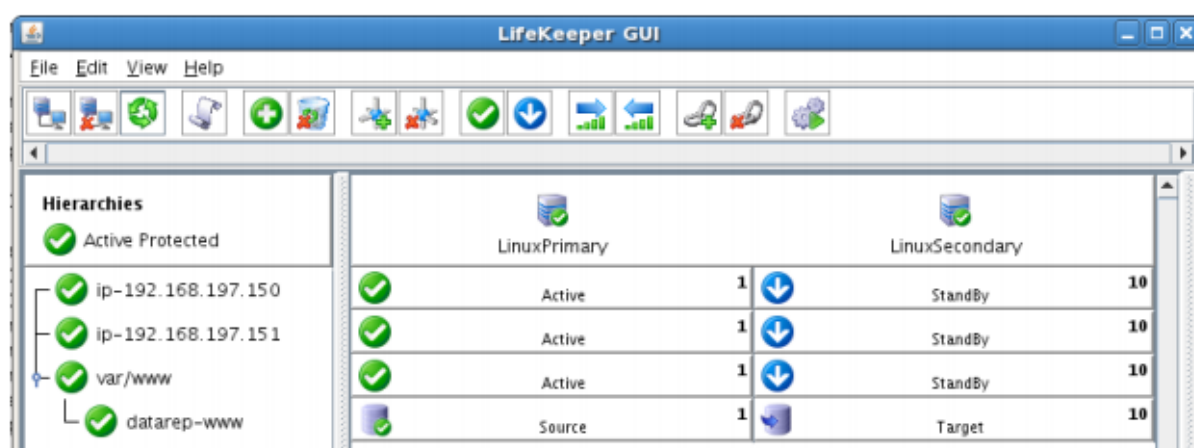 LifeKeeper GUI
File Edit View Help
Hierarchies
Active Protected
LinuxPrimary LinuxSecondary
ip-192.168.197.150 Active 1 StandBy 10
ip-192.168.197.151 Active 1 StandBy 10
var/www Active 1 StandBy 10
datarep-www Source 1 Target 10